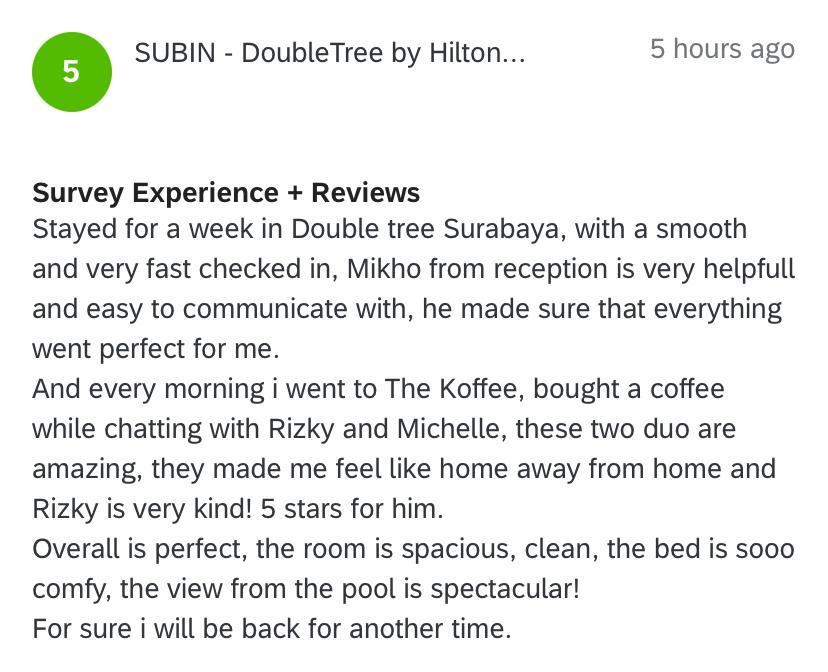 5
SUBIN - DoubleTree by Hilton...
5 hours ago
Survey Experience + Reviews
Stayed for a week in Double tree Surabaya, with a smooth
and very fast checked in, Mikho from reception is very helpfull
and easy to communicate with, he made sure that everything
went perfect for me.
And every morning i went to The Koffee, bought a coffee
while chatting with Rizky and Michelle, these two duo are
amazing, they made me feel like home away from home and
Rizky is very kind! 5 stars for him.
Overall is perfect, the room is spacious, clean, the bed is sooo
comfy, the view from the pool is spectacular!
For sure i will be back for another time.